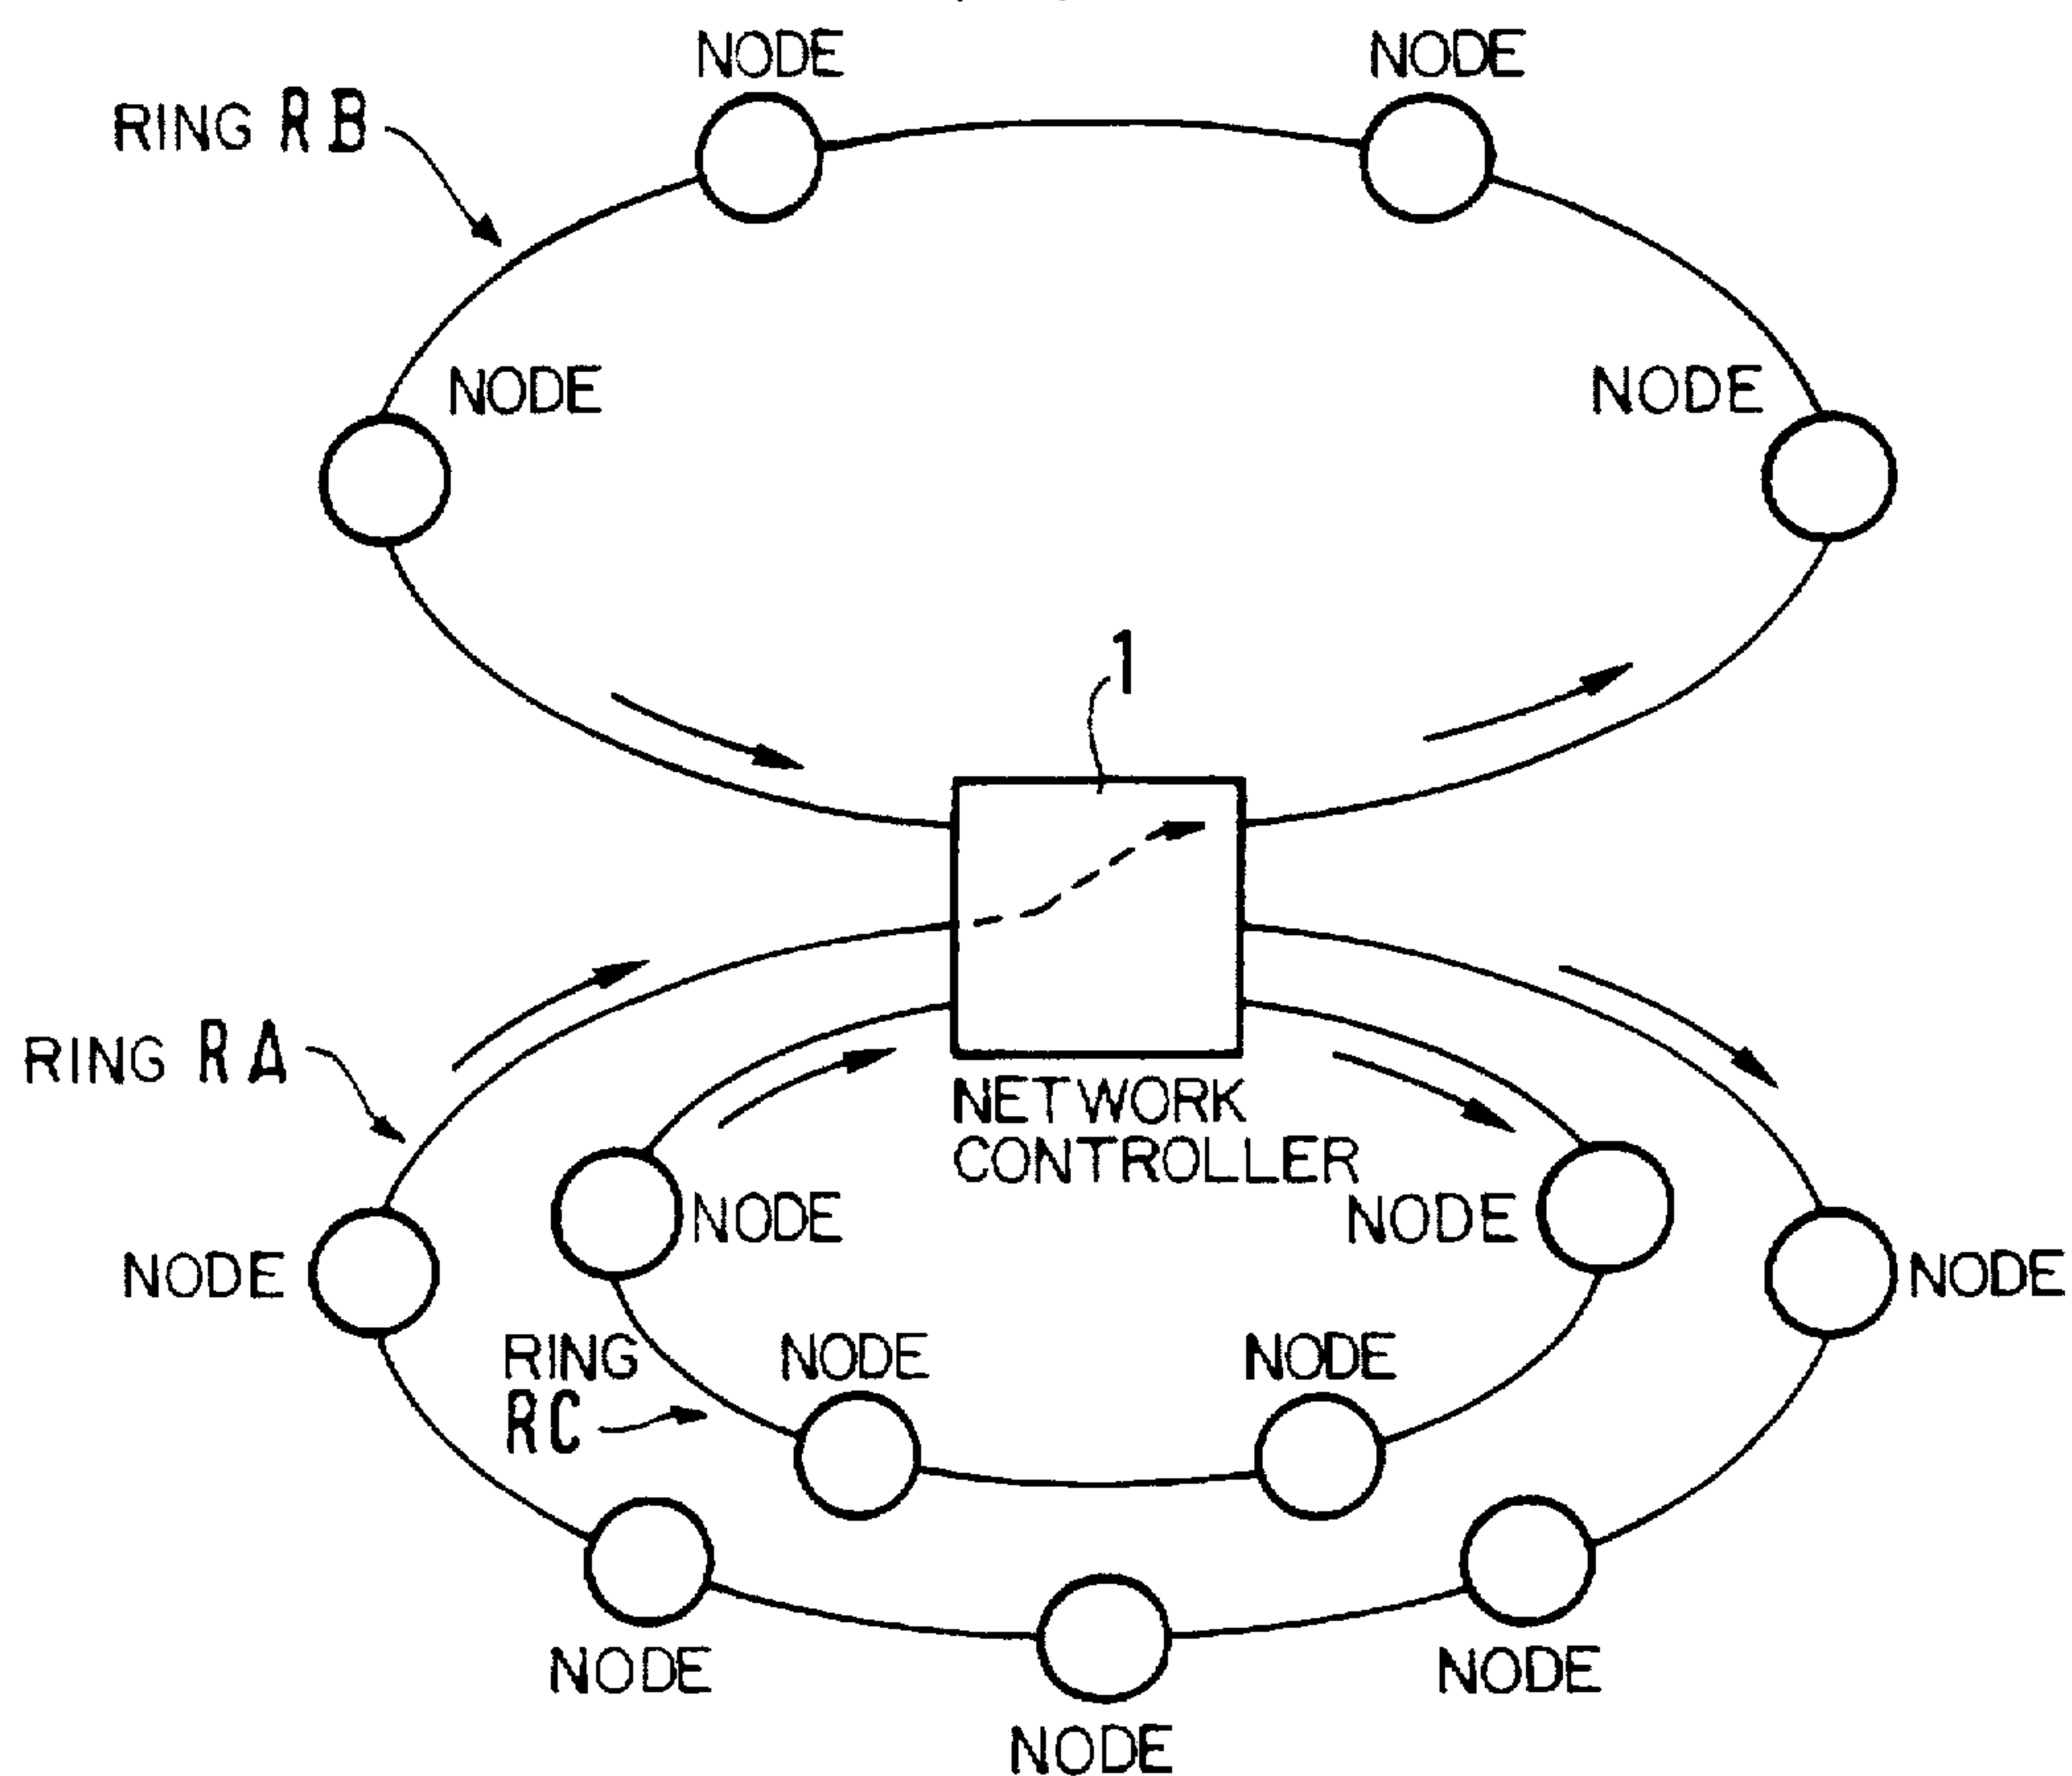 NODE NODE
RING RB
NODE NODE
1
RING RA
NETWORK
CONTROLLER
NODE NODE
NODE NODE
RING
RC
NODE NODE
NODE NODE
NODE